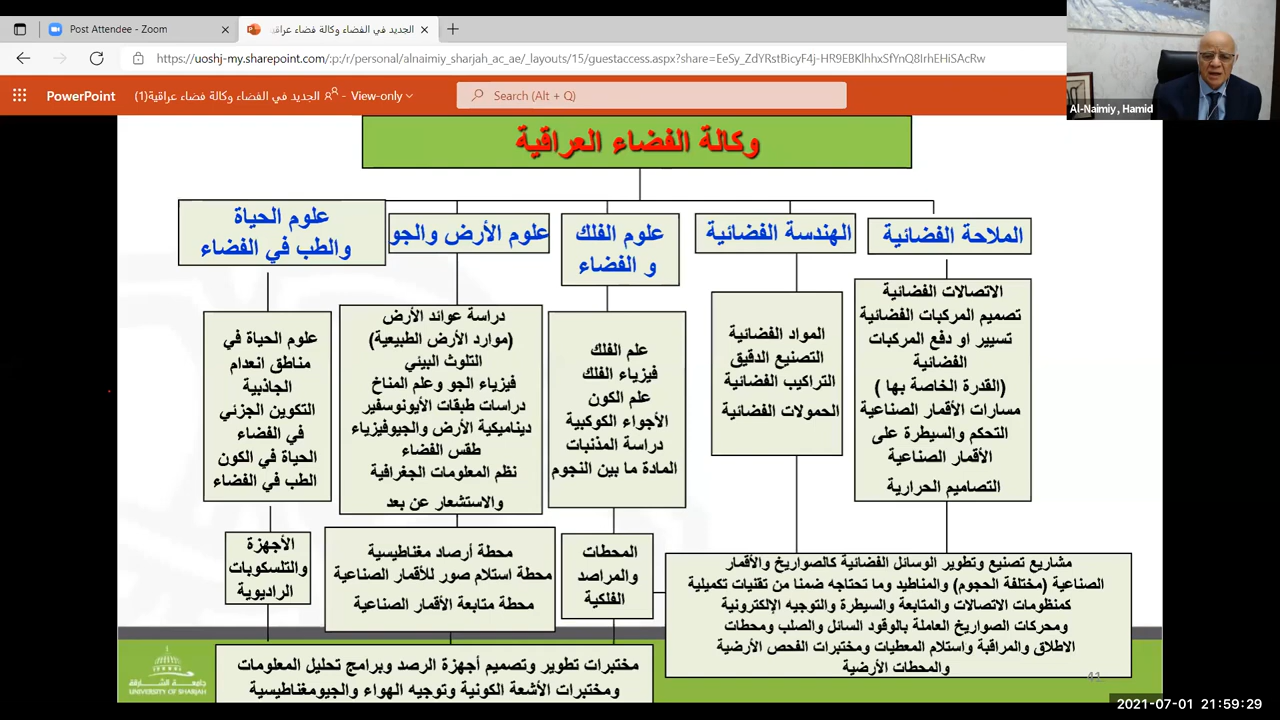 Post Attendee - Zoom
الجديد في الفضاء وكالة فضاء عراقية
https://uoshj-my.sharepoint.com/:p:/r/personal/alnaimiy_sharjah_ac_ae/_layouts/15/guestaccess.aspx?share=EeSy_ZdYRstBicyF4j-HR9EBKlhhxSfYnQ8IrhEHiSAcRw
PowerPoint
الجديد في الفضاء وكالة فضاء عراقية(1) - View-only
Search (Alt + Q)
Al-Naimiy, Hamid
وكالة الفضاء العراقية
الملاحة الفضائية
الهندسة الفضائية
علوم الفلك
و الفضاء
علوم الأرض والجو
علوم الحياة
والطب في الفضاء
الاتصالات الفضائية
تصميم المركبات الفضائية
تسيير او دفع المركبات
الفضائية
(القدرة الخاصة بها )
مسارات الأقمار الصناعية
التحكم والسيطرة على
الأقمار الصناعية
التصاميم الحرارية
المواد الفضائية
التصنيع الدقيق
التراكيب الفضائية
الحمولات الفضائية
علم الفلك
فيزياء الفلك
علم الكون
الأجواء الكوكبية
دراسة المذنبات
المادة ما بين النجوم
دراسة عوائد الأرض
(موارد الأرض الطبيعية)
التلوث البيئي
فيزياء الجو وعلم المناخ
دراسات طبقات الأيونوسفير
ديناميكية الأرض والجيوفيزياء
طقس الفضاء
نظم المعلومات الجغرافية
والاستشعار عن بعد
علوم الحياة في
مناطق انعدام
الجاذبية
التكوين الجزئي
في الفضاء
الحياة في الكون
الطب في الفضاء
مشاريع تصنيع وتطوير الوسائل الفضائية كالصواريخ والأقمار
الصناعية (مختلفة الحجوم) والمناطيد وما تحتاجه ضمنا من تقنيات تكميلية
كمنظومات الاتصالات والمتابعة والسيطرة والتوجيه الإلكترونية
ومحركات الصواريخ العاملة بالوقود السائل والصلب ومحطات
الاطلاق والمراقبة واستلام المعطيات ومختبرات الفحص الأرضية
والمحطات الأرضية
المحطات
والمراصد
الفلكية
محطة أرصاد مغناطيسية
محطة استلام صور للأقمار الصناعية
محطة متابعة الأقمار الصناعية
الأجهزة
والتلسكوبات
الراديوية
مختبرات تطوير وتصميم أجهزة الرصد وبرامج تحليل المعلومات
ومختبرات الأشعة الكونية وتوجيه الهواء والجيومغناطيسية
جامعة الشارقة
UNIVERSITY OF SHARJAH
41
2021-07-01 21:59:29